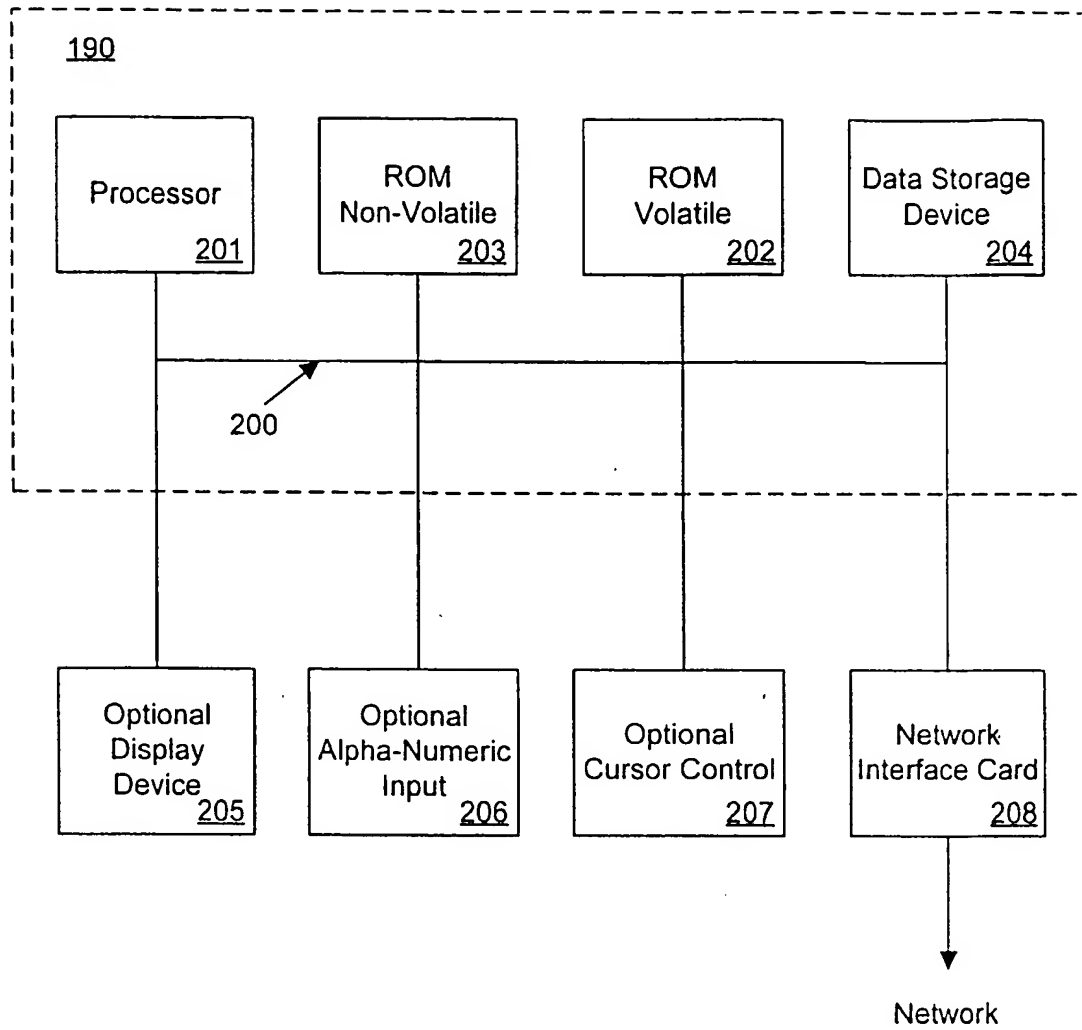 190
Processor
201
ROM
Non-Volatile
203
ROM
Volatile
202
Data Storage
Device
204
200
Optional
Display
Device
205
Optional
Alpha-Numeric
Input
206
Optional
Cursor Control
207
Network
Interface Card
208
Network